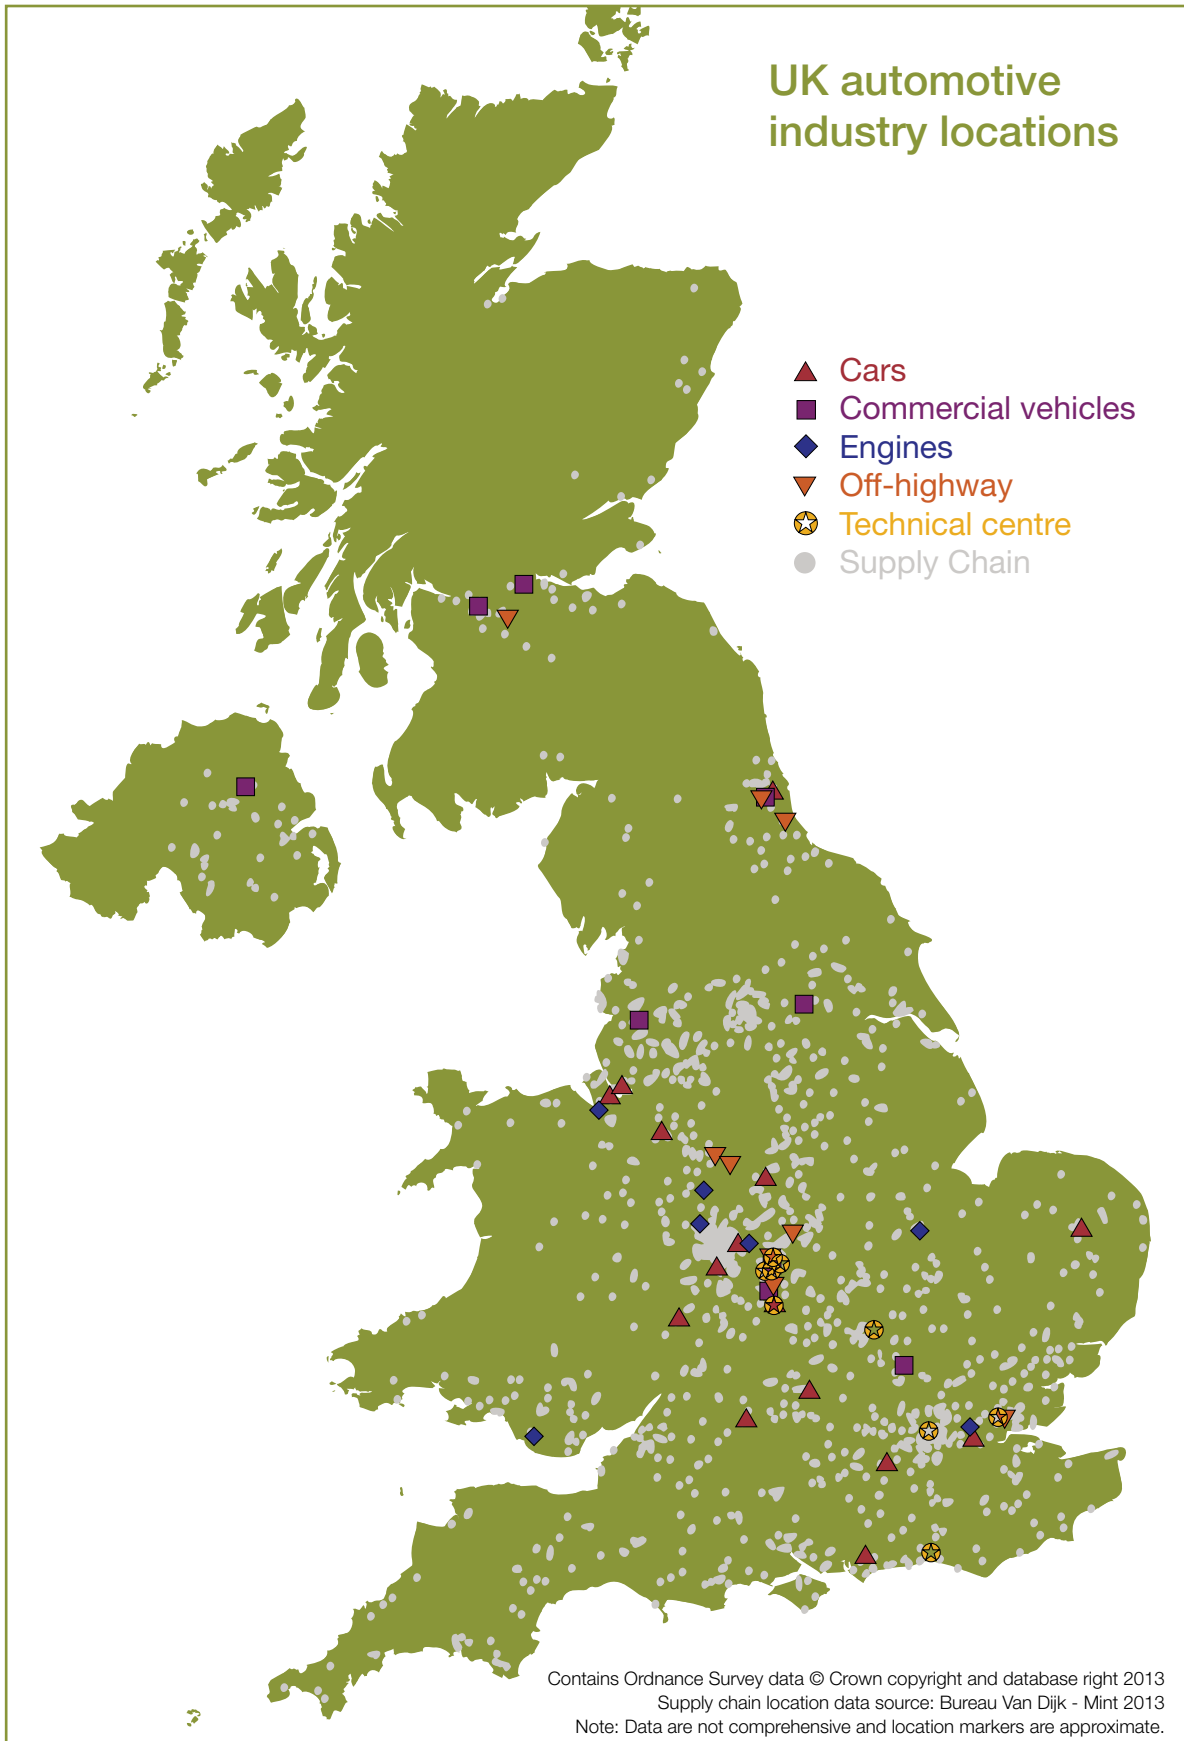 UK automotive
industry locations
Cars
Commercial vehicles
Engines
Off-highway
Technical centre
Supply Chain
Contains Ordnance Survey data © Crown copyright and database right 2013
Supply chain location data source: Bureau Van Dijk - Mint 2013
Note: Data are not comprehensive and location markers are approximate.